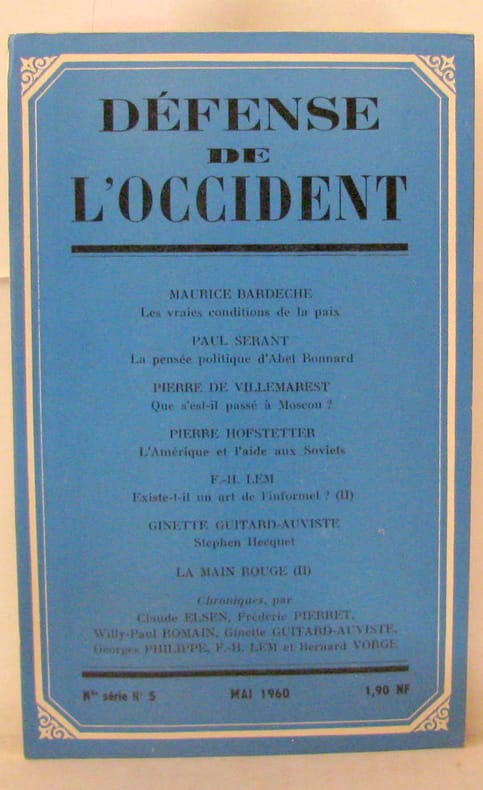 DÉFENSE
DE
L'OCCIDENT
MAURICE BARDECHE
Les vraies conditions de la paix
PAUL SERANT
La pensée politique d'Abel Bonnard
PIERRE DE VILLEMAREST
Que s'est-il passé à Moscou ?
PIERRE HOFSTETTER
L'Amérique et l'aide aux Soviets
F.-H. LEM
Existe-t-il un art de l'informel ? (II)
GINETTE GUITARD-AUVISTE
Stephen Hecquet
LA MAIN ROUGE (II)
Chroniques, par
Claude ELSEN, Frédéric PIERRET,
Willy-Paul ROMAIN, Ginette GUITARD-AUVISTE,
Georges PHILIPPE, F.-H. LEM et Bernard VORGE
Nlle série N° 5 MAI 1960 1,90 NF